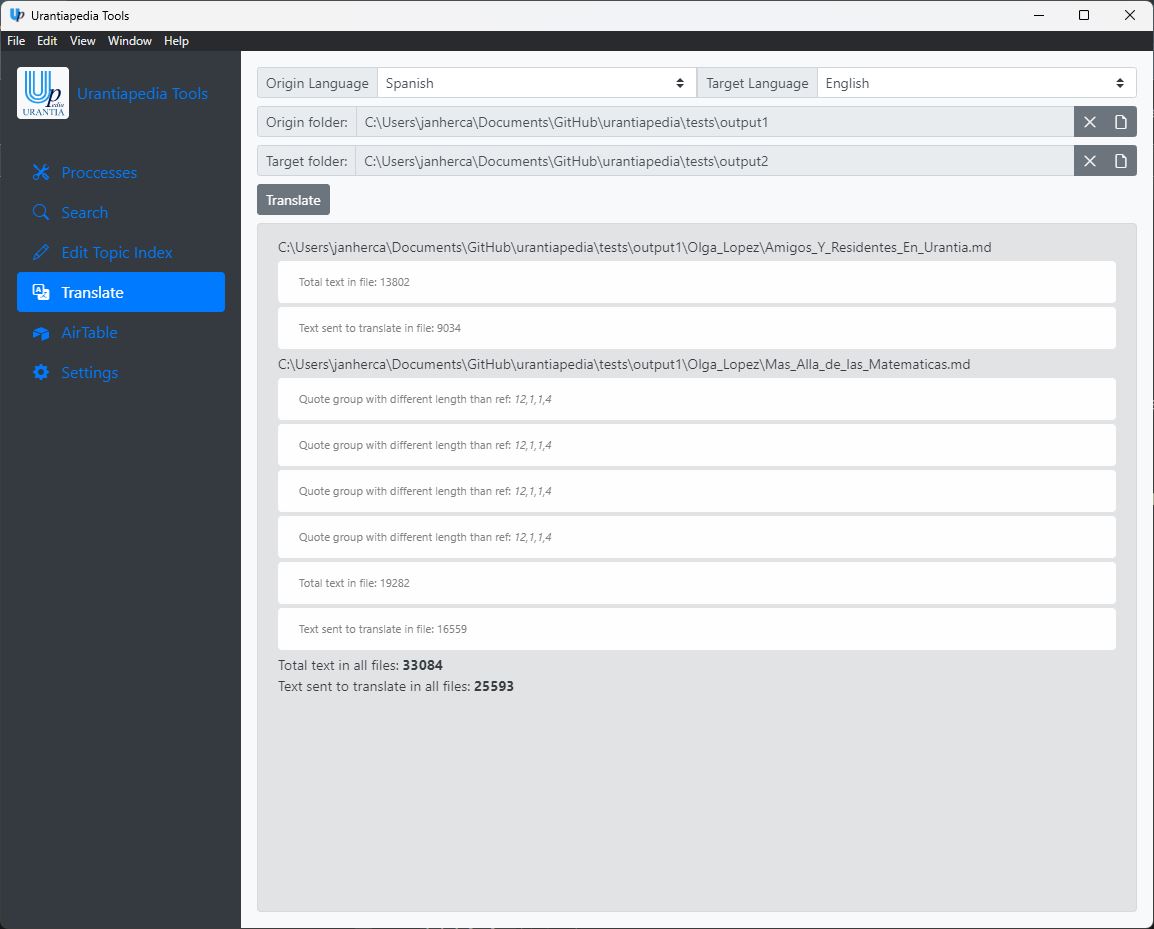 Urantiapedia Tools
File Edit View Window Help
Up
edia
URANTIA
Urantiapedia Tools
Proccesses
Search
Edit Topic Index
Translate
AirTable
Settings
Origin Language Spanish Target Language English
Origin folder: C:\Users\janherca\Documents\GitHub\urantiapedia\tests\output1
Target folder: C:\Users\janherca\Documents\GitHub\urantiapedia\tests\output2
Translate
C:\Users\janherca\Documents\GitHub\urantiapedia\tests\output1\Olga_Lopez\Amigos_Y_Residentes_En_Urantia.md
Total text in file: 13802
Text sent to translate in file: 9034
C:\Users\janherca\Documents\GitHub\urantiapedia\tests\output1\Olga_Lopez\Mas_Alla_de_las_Matematicas.md
Quote group with different length than ref: 12,1,1,4
Quote group with different length than ref: 12,1,1,4
Quote group with different length than ref: 12,1,1,4
Quote group with different length than ref: 12,1,1,4
Total text in file: 19282
Text sent to translate in file: 16559
Total text in all files: 33084
Text sent to translate in all files: 25593